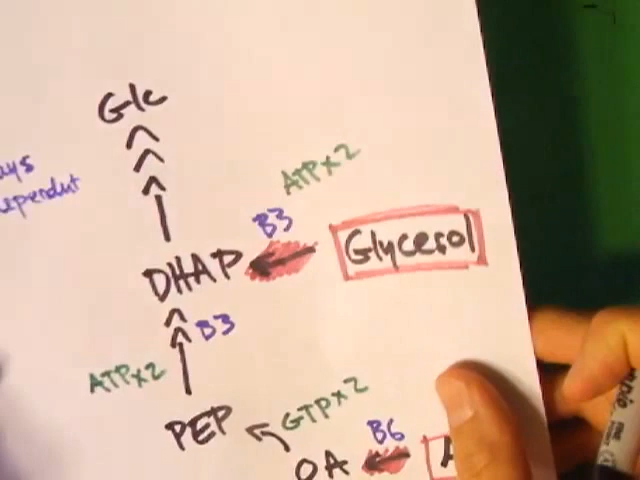 Glc
ATPx2
B3
Glycerol
DHAP
B3
ATPx2
GTPx2
PEP
B6
OA